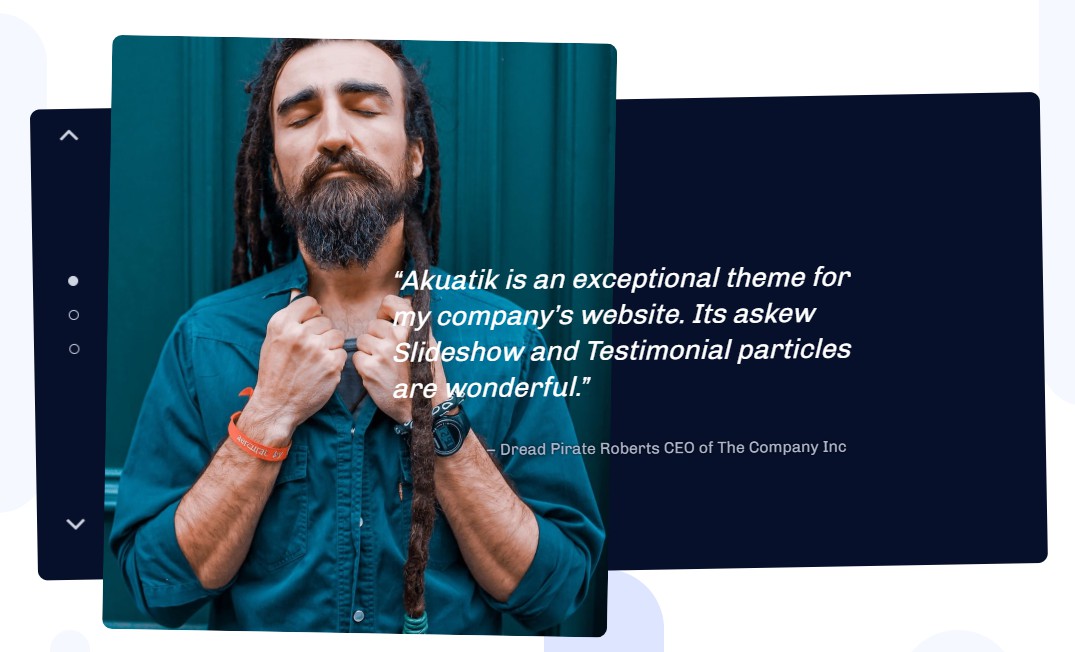 “Akuatik is an exceptional theme for
my company’s website. Its askew
Slideshow and Testimonial particles
are wonderful.”
– Dread Pirate Roberts CEO of The Company Inc